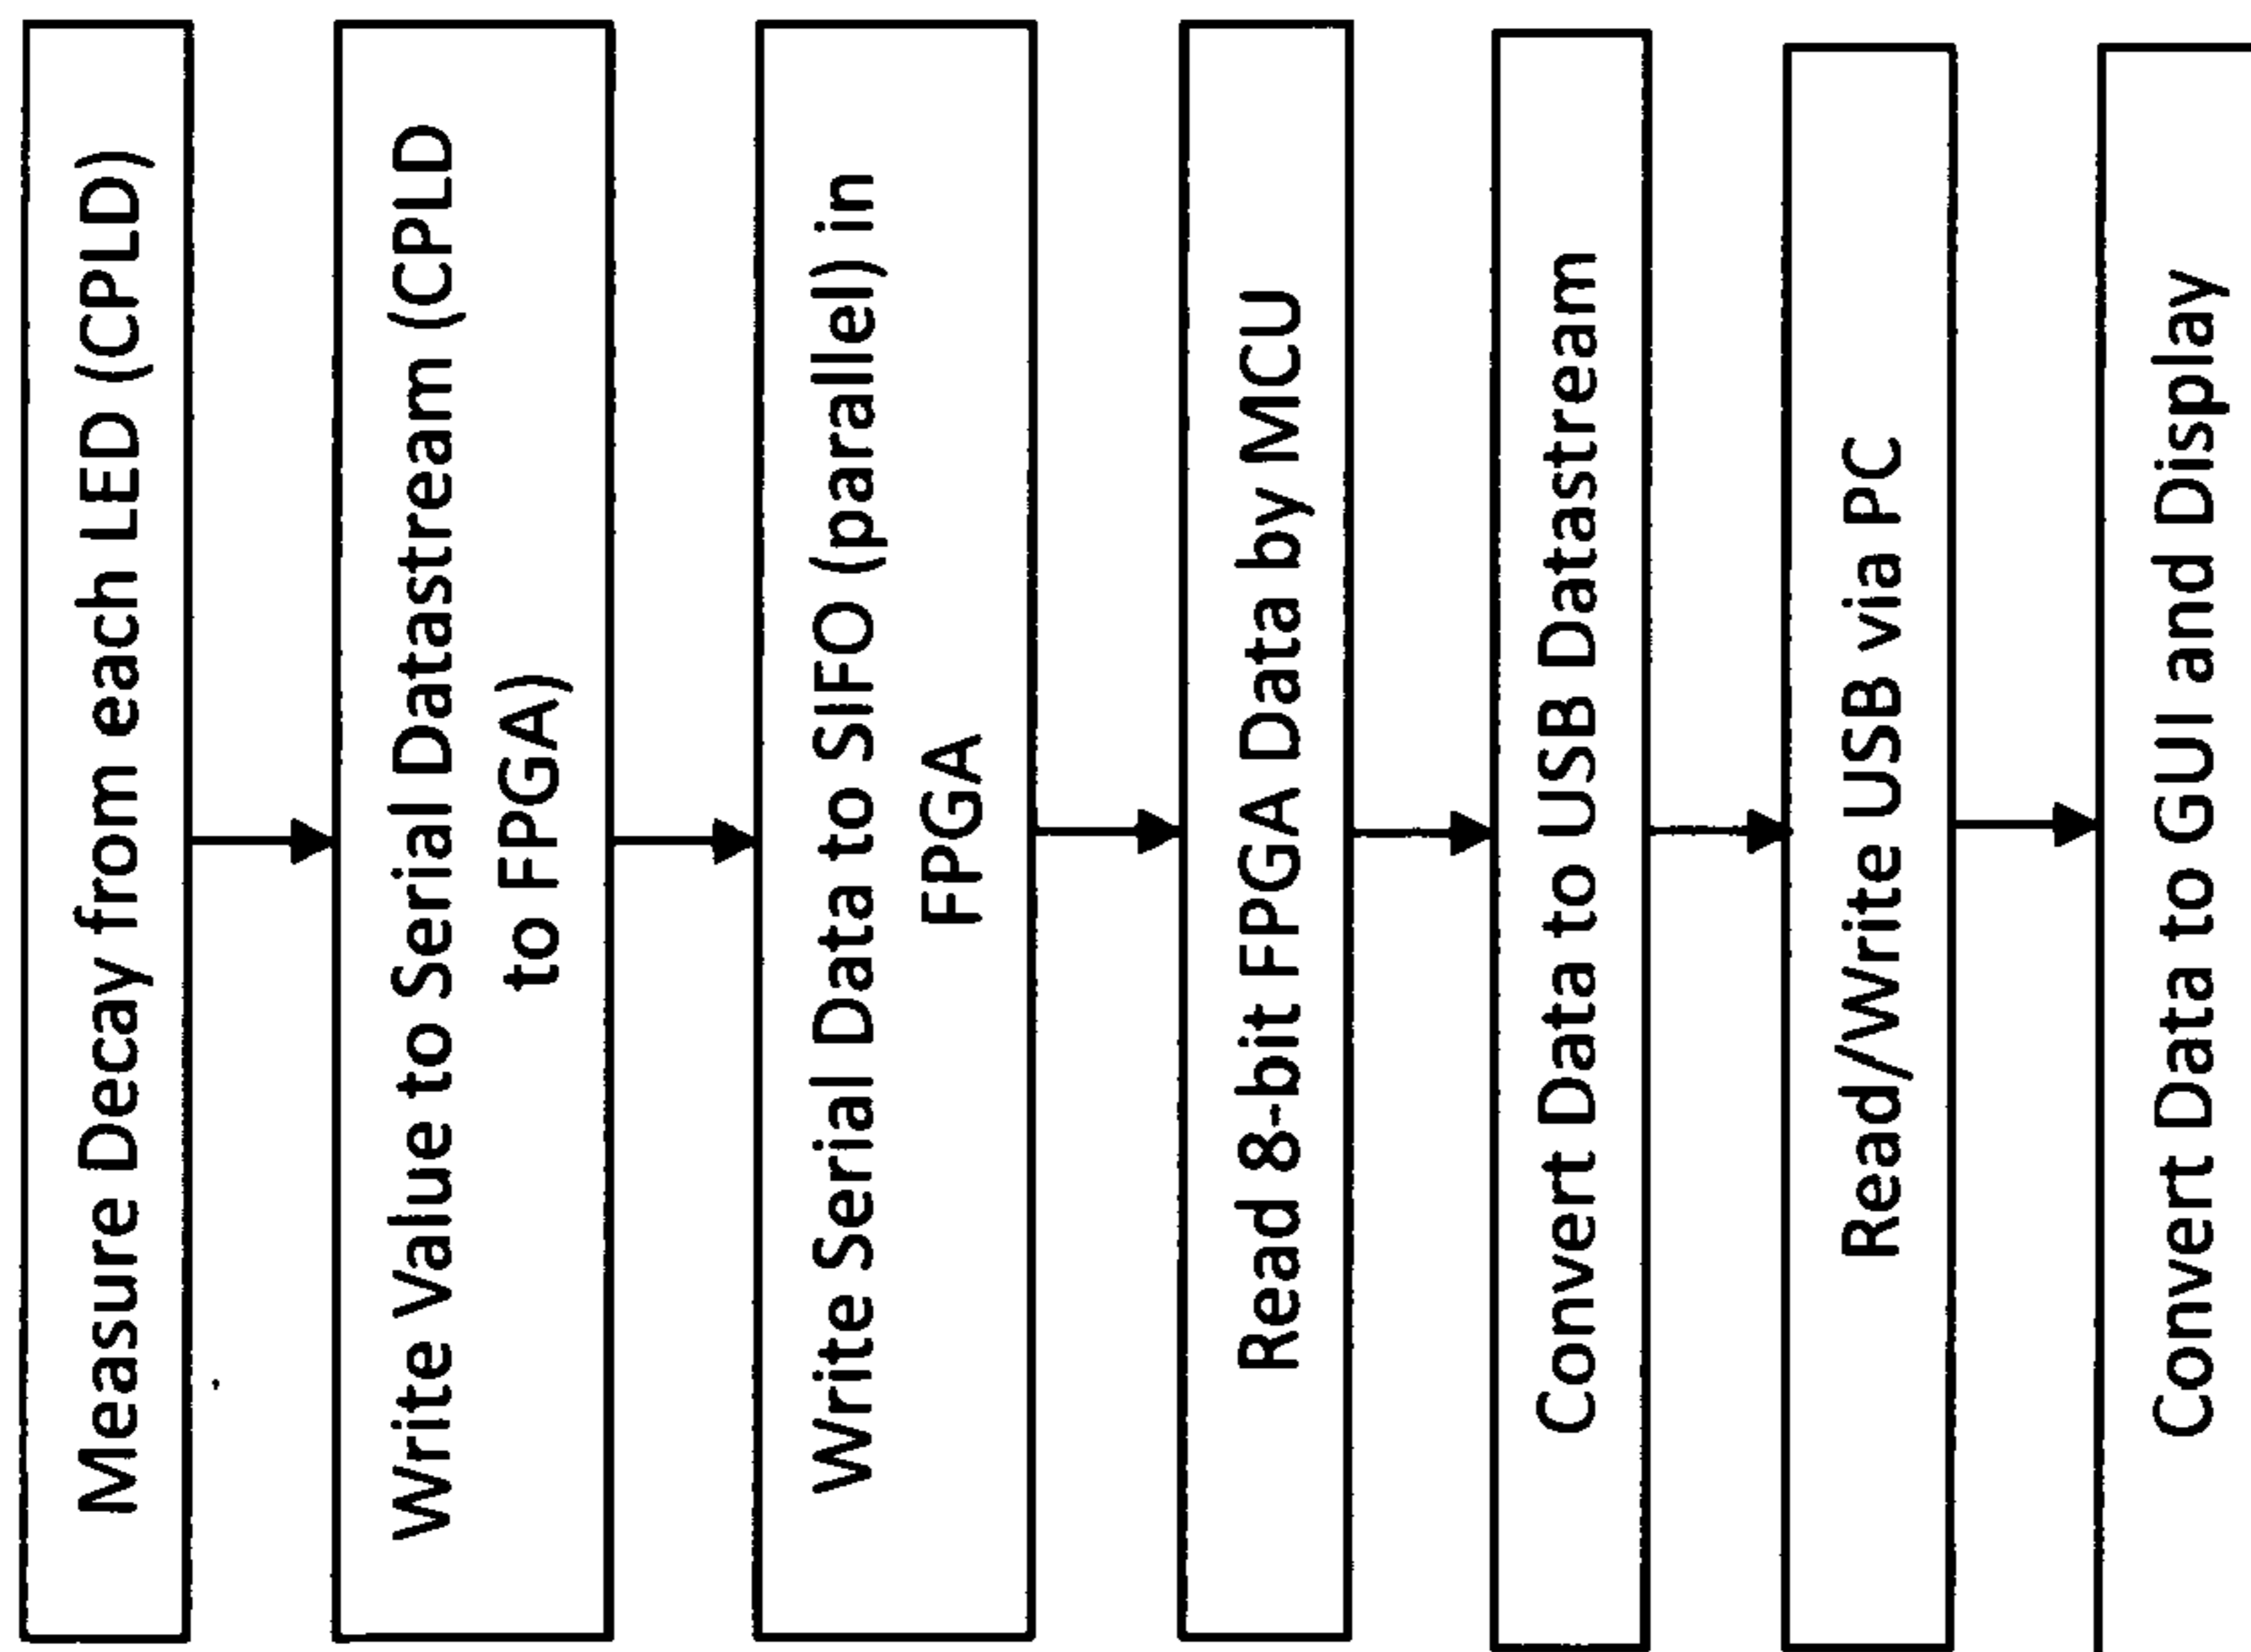 Measure Decay from each LED (CPLD)
Write Value to Serial Datastream (CPLD
to FPGA)
Write Serial Data to SIFO (parallel) in
FPGA
Read 8-bit FPGA Data by MCU
Convert Data to USB Datastream
Read/Write USB via PC
Convert Data to GUI and Display